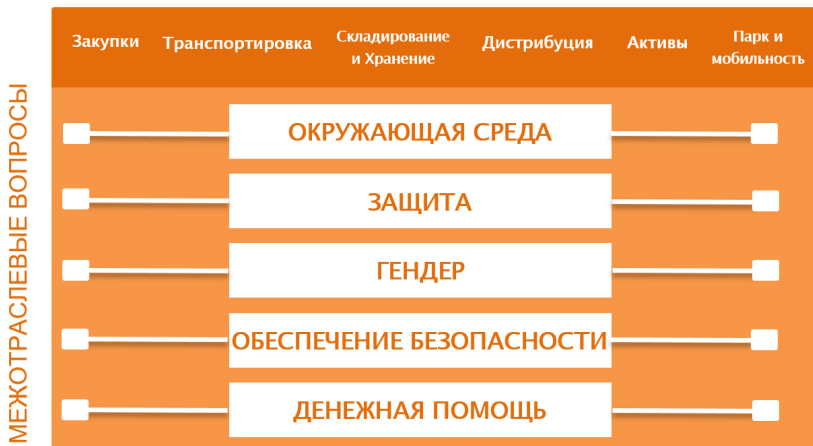 Закупки
Транспортировка
Складирование
и Хранение
Дистрибуция
Активы
Парк и
мобильность
МЕЖОТРАСЛЕВЫЕ ВОПРОСЫ
ОКРУЖАЮЩАЯ СРЕДА
ЗАЩИТА
ГЕНДЕР
ОБЕСПЕЧЕНИЕ БЕЗОПАСНОСТИ
ДЕНЕЖНАЯ ПОМОЩЬ